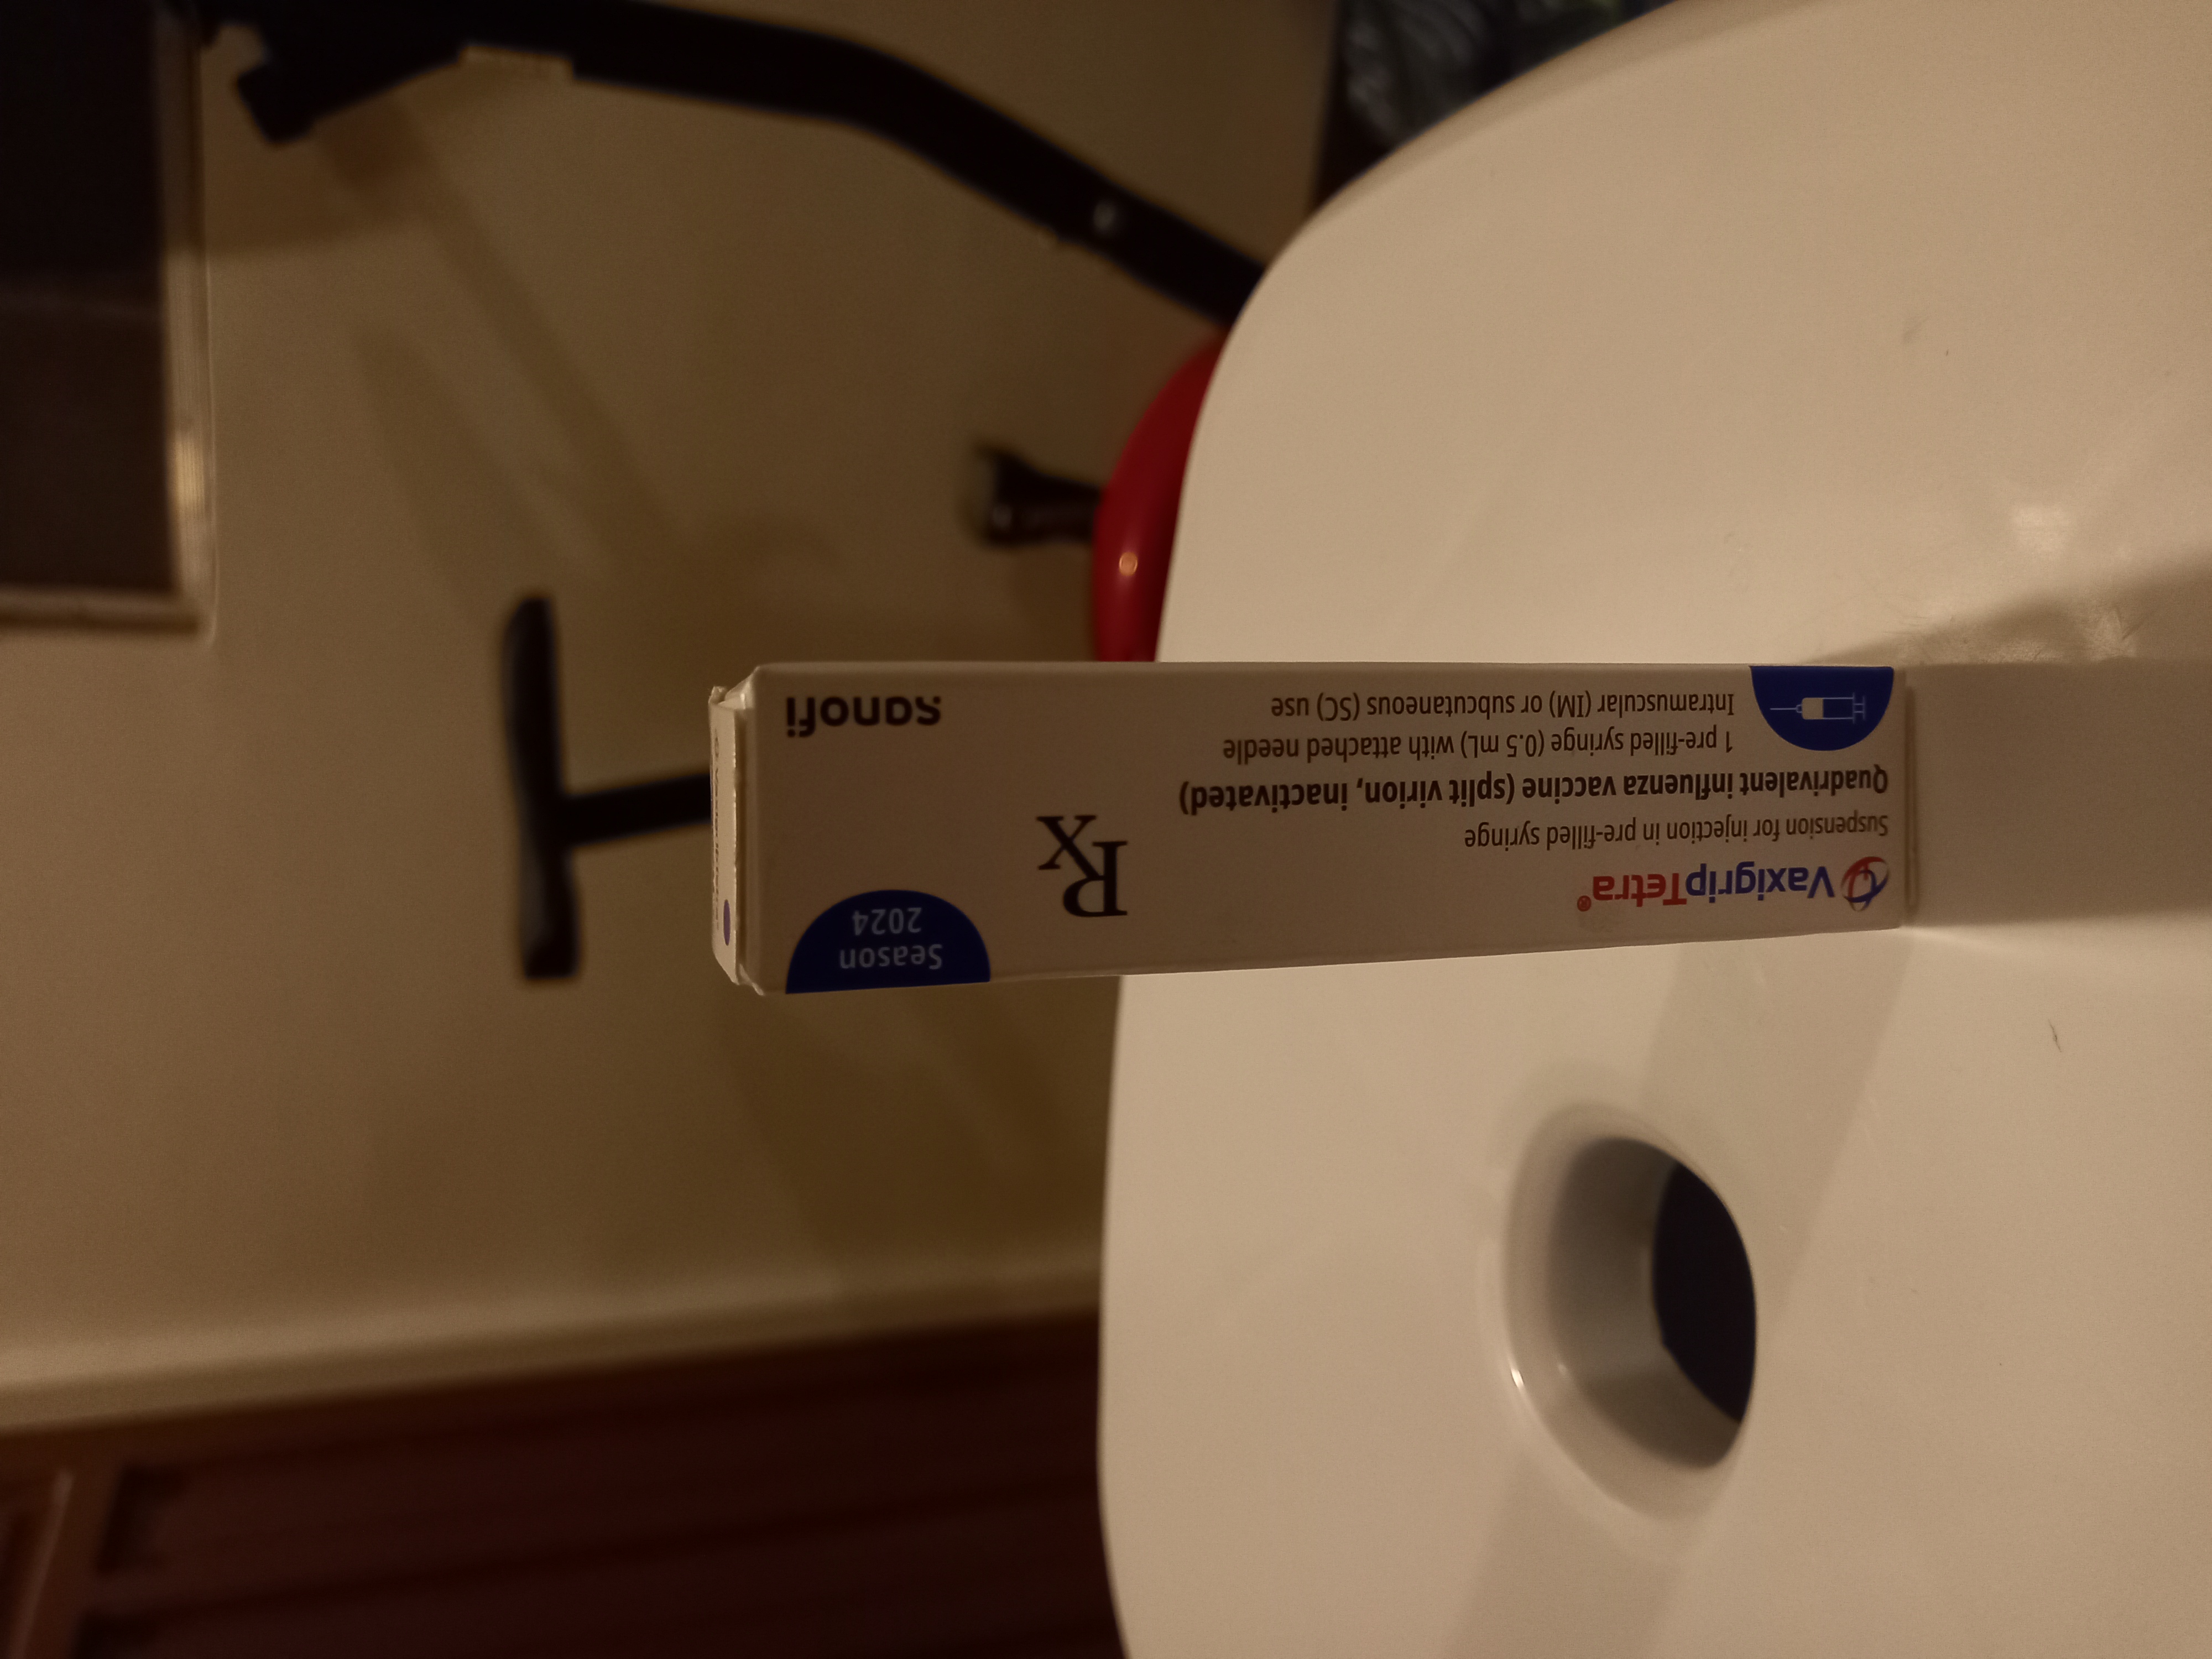 VaxigripTetra®
Suspension for injection in pre-filled syringe
Quadrivalent influenza vaccine (split virion, inactivated)
1 pre-filled syringe (0.5 mL) with attached needle
Intramuscular (IM) or subcutaneous (SC) use
Rx
Season
2024
sanofi